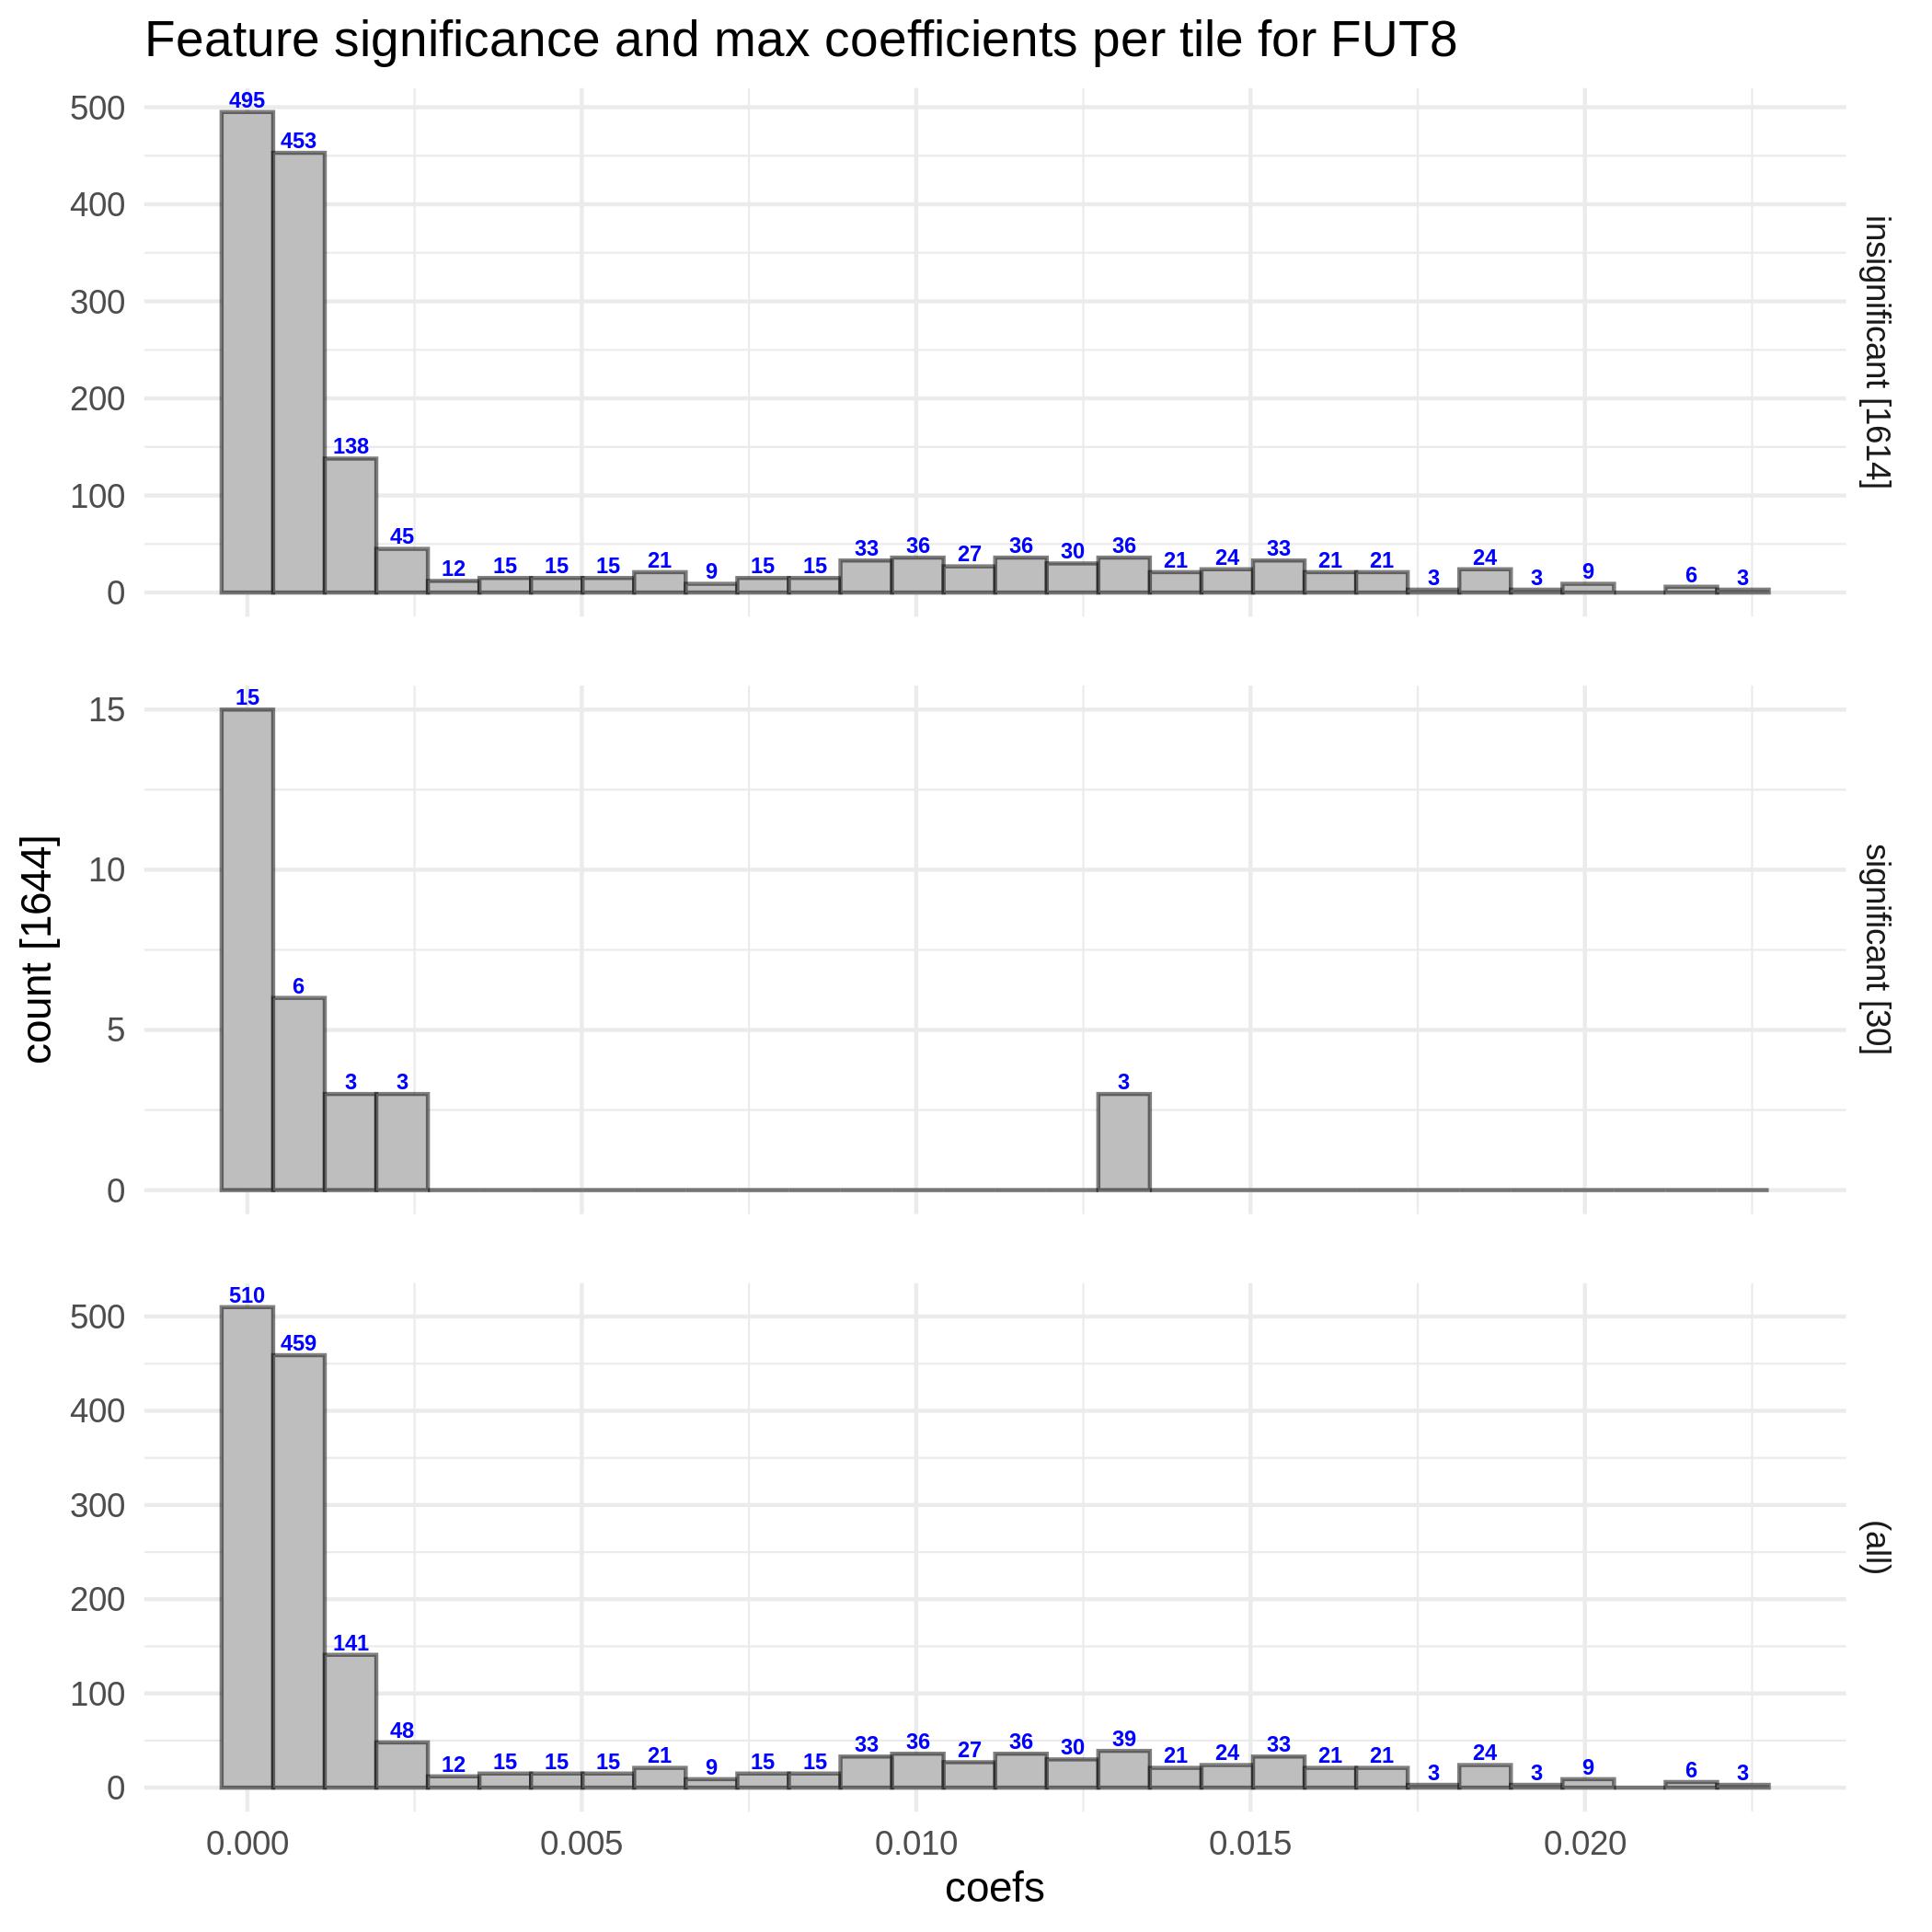 Feature significance and max coefficients per tile for FUT8
500
400
300
200
100
0
495 453 138 45 12 15 15 15 21 9 15 15 33 36 27 36 30 36 21 24 33 21 21 3 24 3 9 6 3
insignificant [1614]
count [1644]
15
10
5
0
15 6 3 3 3
significant [30]
500
400
300
200
100
0
510 459 141 48 12 15 15 15 21 9 15 15 33 36 27 36 30 39 21 24 33 21 21 3 24 3 9 6 3
(all)
0.000 0.005 0.010 0.015 0.020
coefs